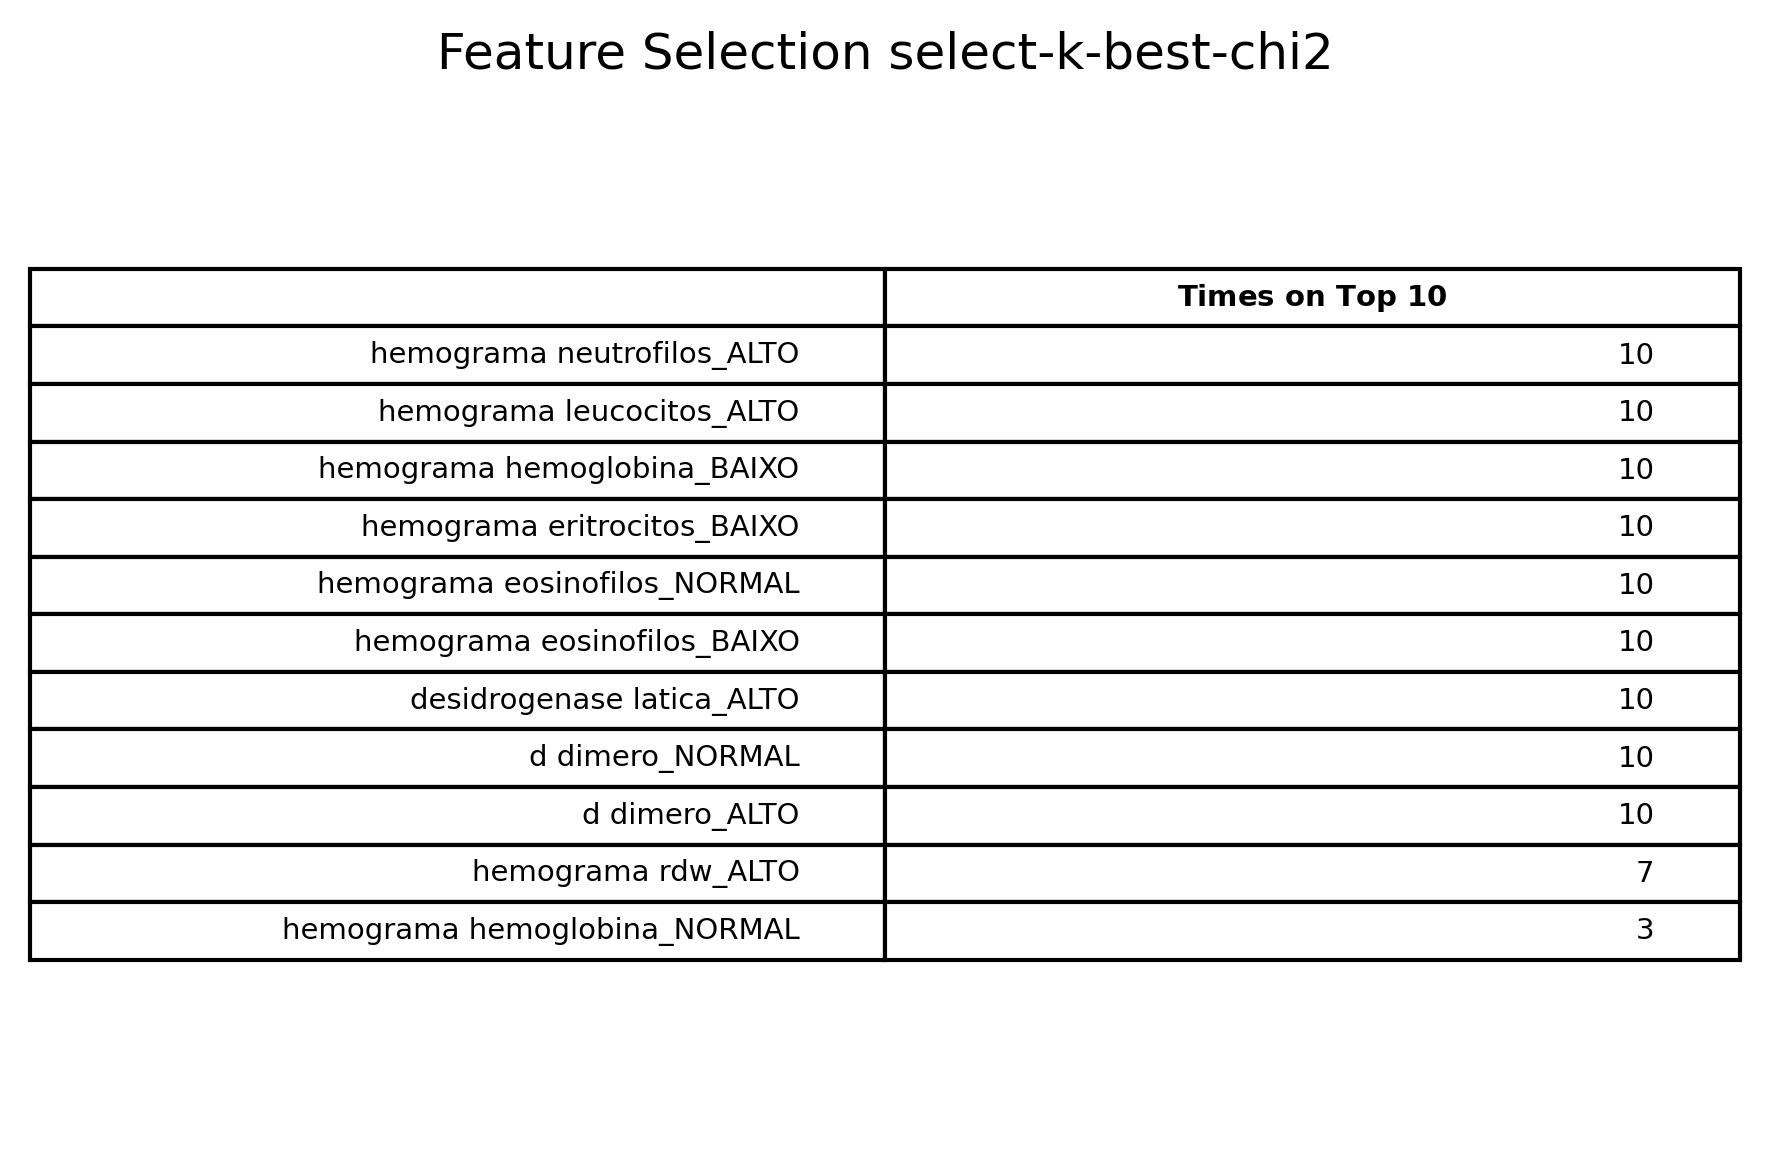 Feature Selection select-k-best-chi2
Times on Top 10
hemograma neutrofilos_ALTO 10
hemograma leucocitos_ALTO 10
hemograma hemoglobina_BAIXO 10
hemograma eritrocitos_BAIXO 10
hemograma eosinofilos_NORMAL 10
hemograma eosinofilos_BAIXO 10
desidrogenase latica_ALTO 10
d dimero_NORMAL 10
d dimero_ALTO 10
hemograma rdw_ALTO 7
hemograma hemoglobina_NORMAL 3